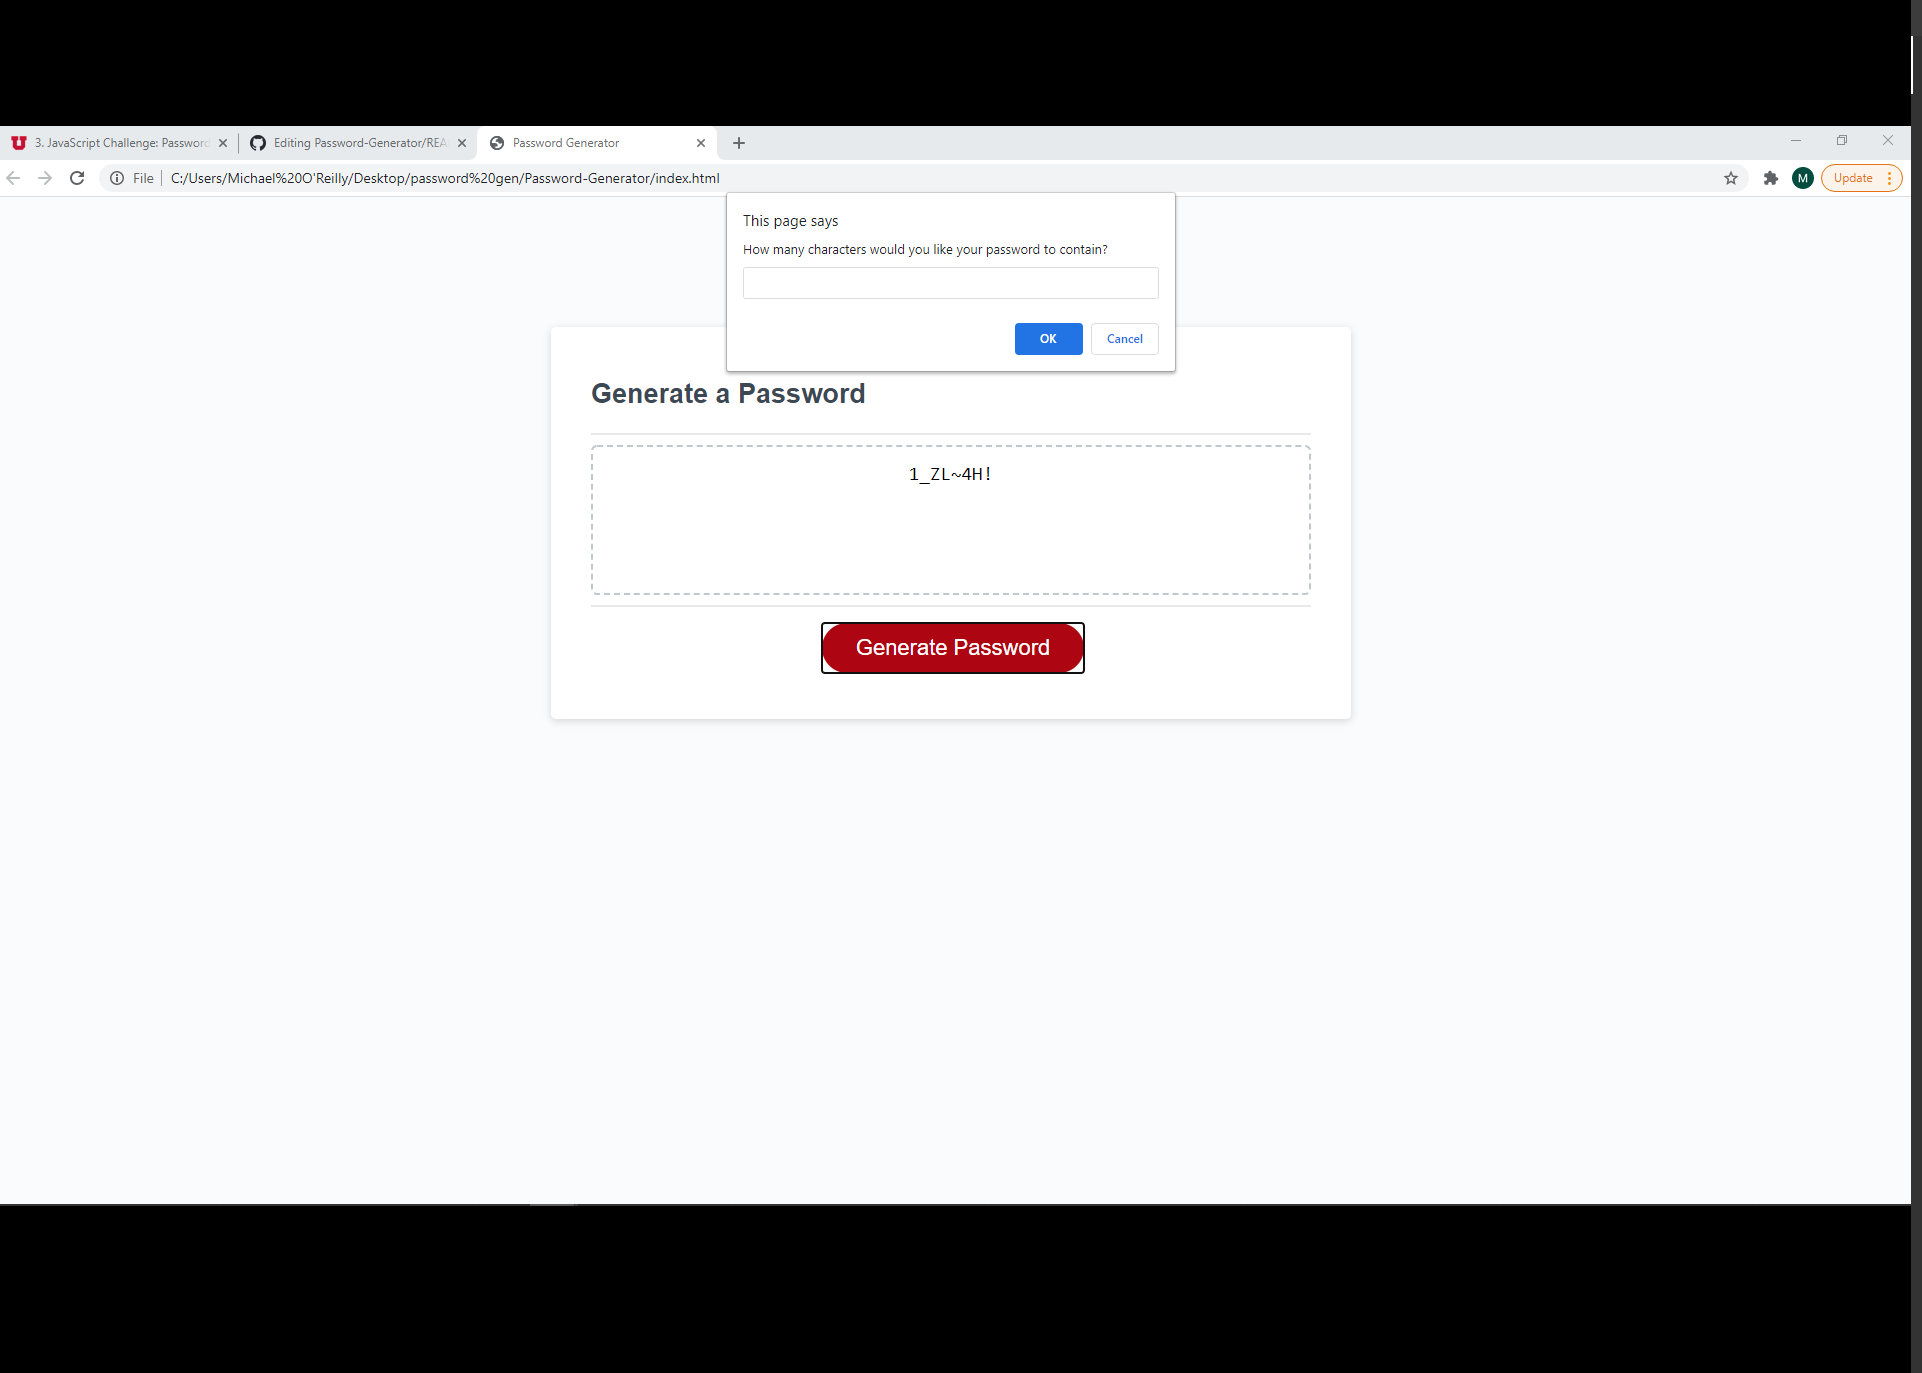 3. JavaScript Challenge: Password
Editing Password-Generator/REA
Password Generator
File
C:/Users/Michael%20O'Reilly/Desktop/password%20gen/Password-Generator/index.html
M
Update
This page says
How many characters would you like your password to contain?
OK
Cancel
Generate a Password
1_ZL~4H!
Generate Password